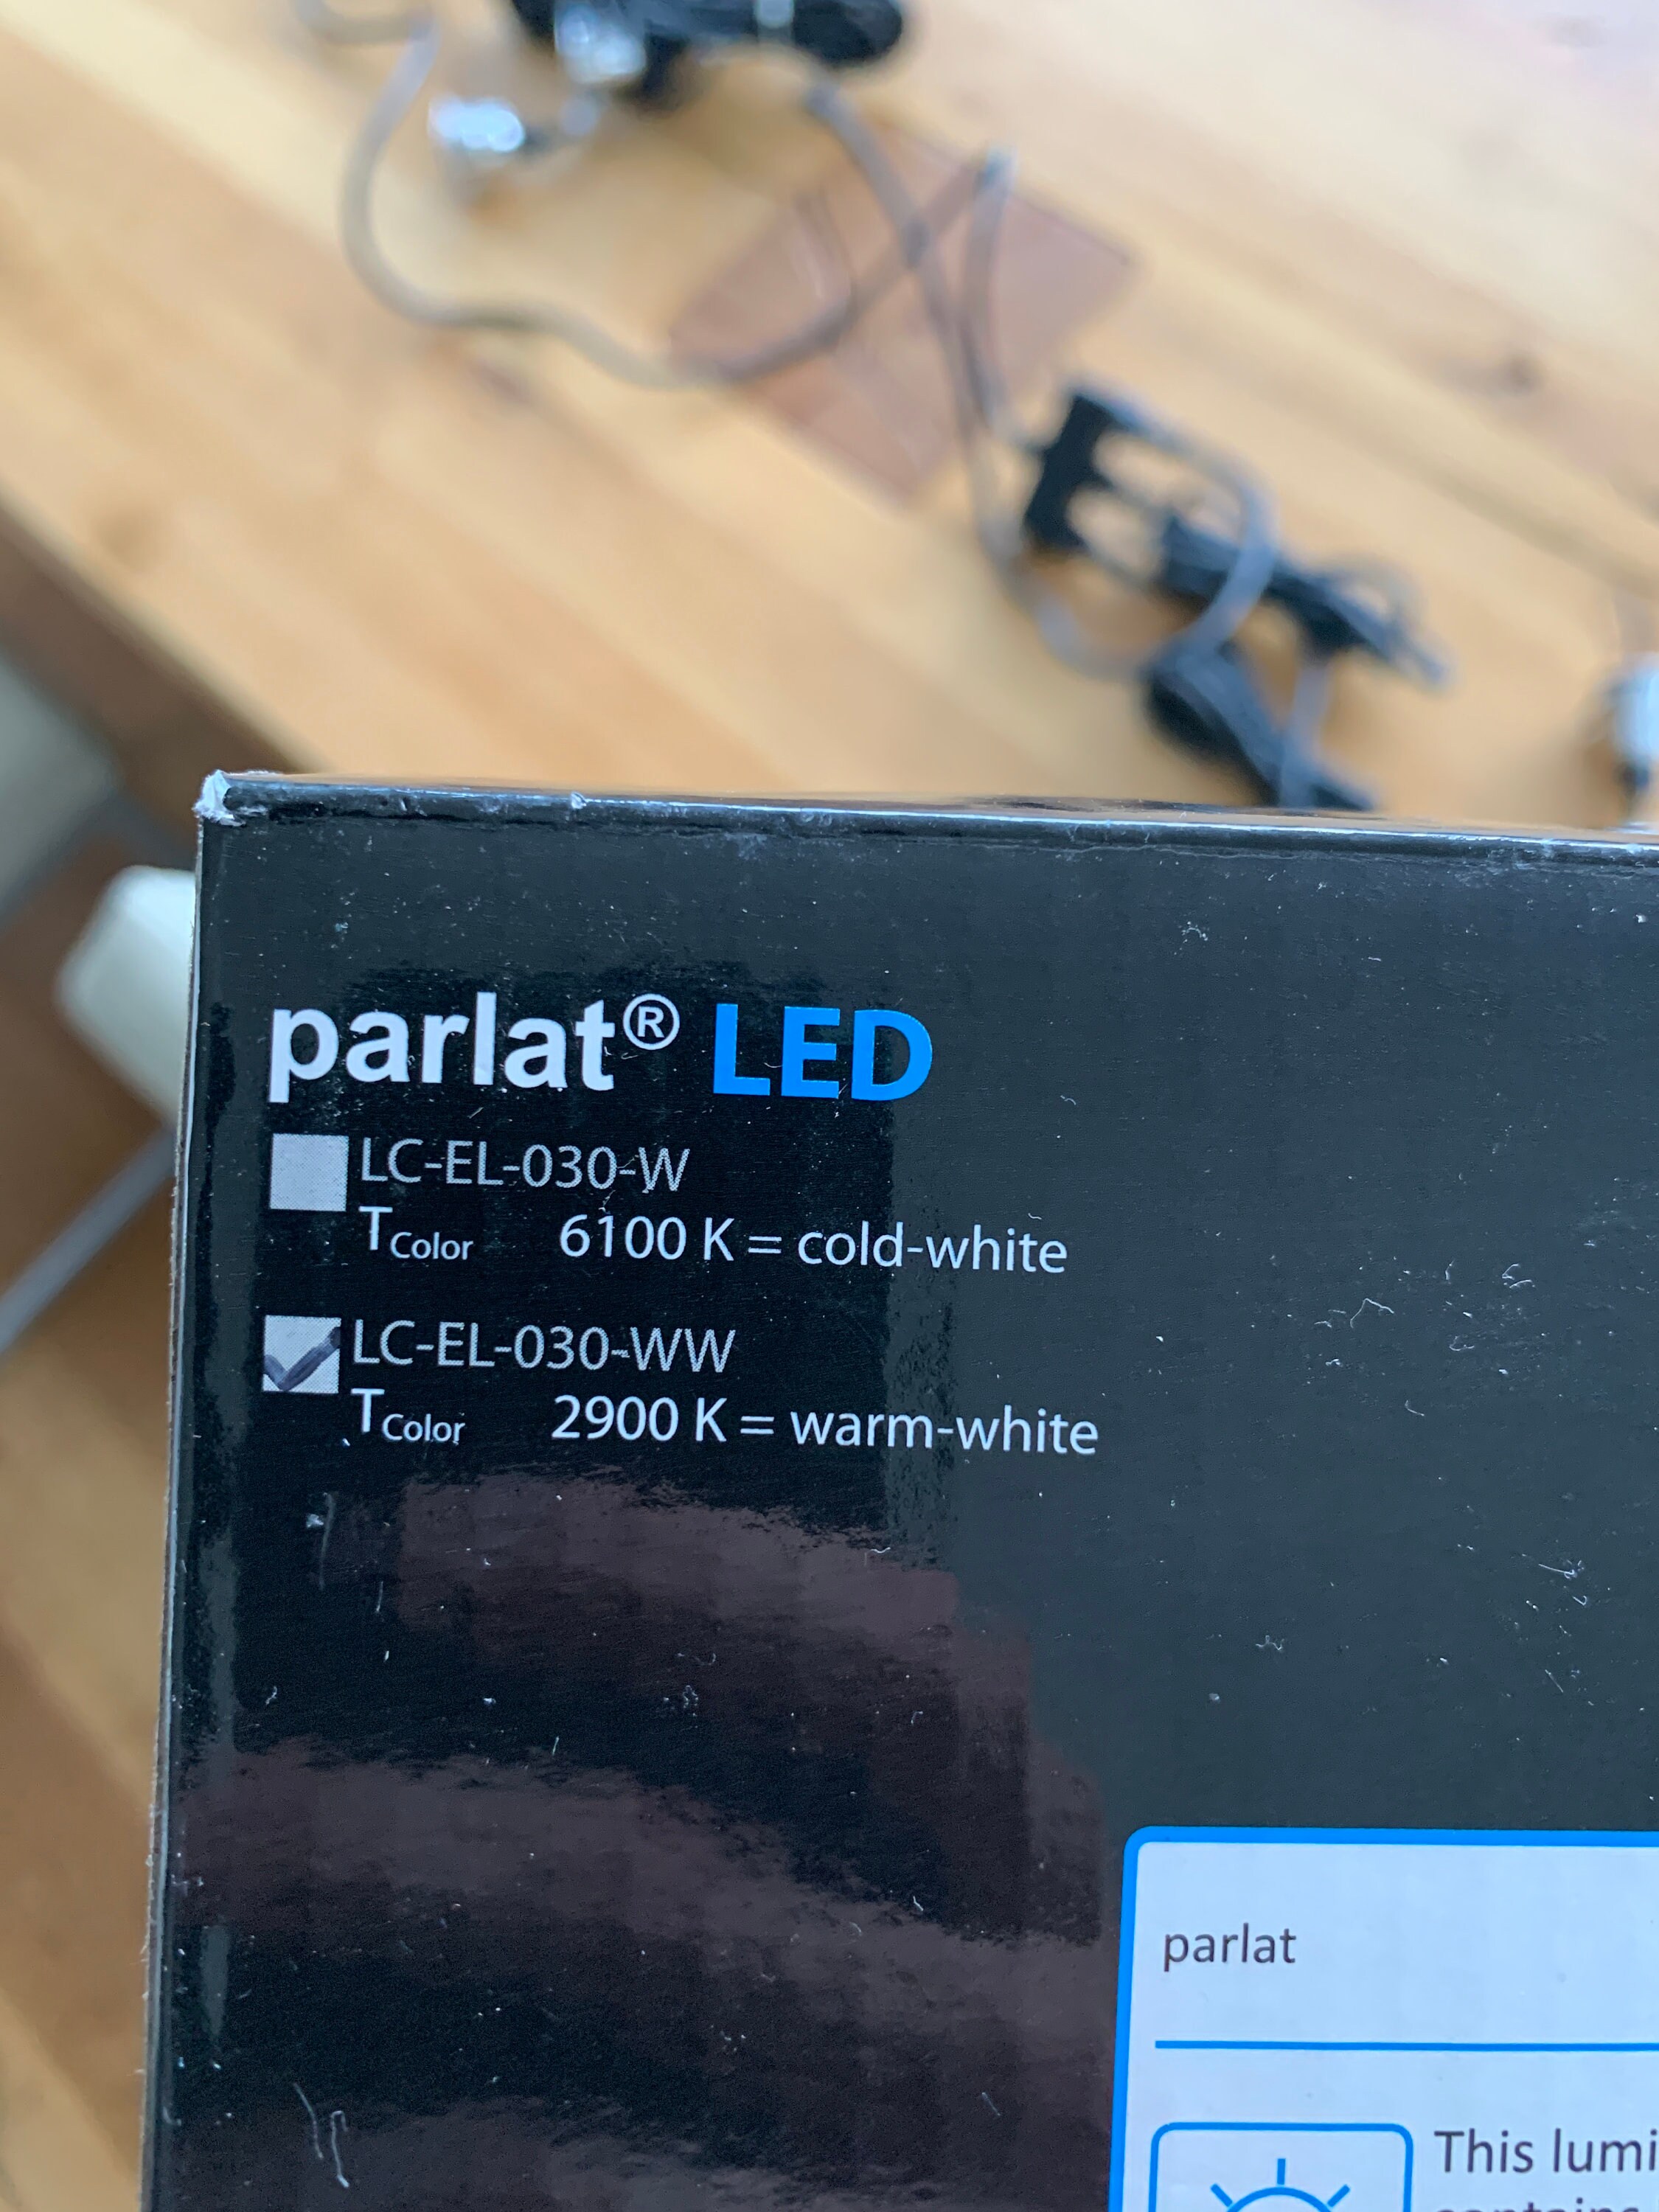 parlat® LED
LC-EL-030-W
TColor 6100 K = cold-white
LC-EL-030-WW
TColor 2900 K = warm-white
parlat
This lumi
contains